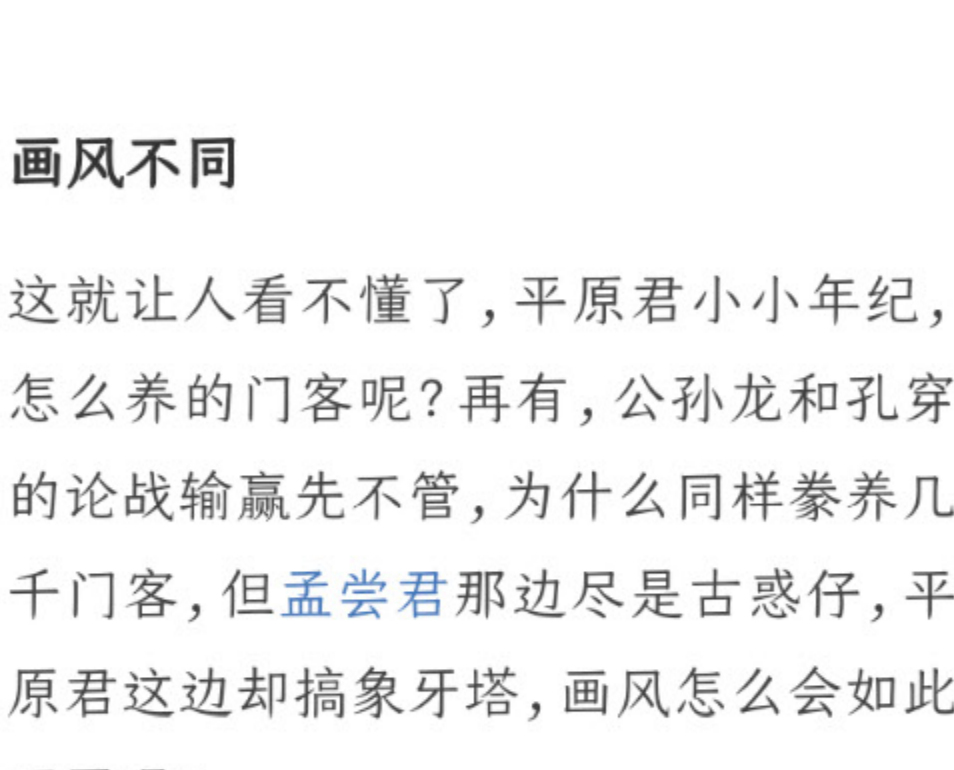 画风不同
这就让人看不懂了,平原君小小年纪,
怎么养的门客呢?再有,公孙龙和孔穿
的论战输赢先不管,为什么同样豢养几
千门客,但孟尝君那边尽是古惑仔,平
原君这边却搞象牙塔,画风怎么会如此